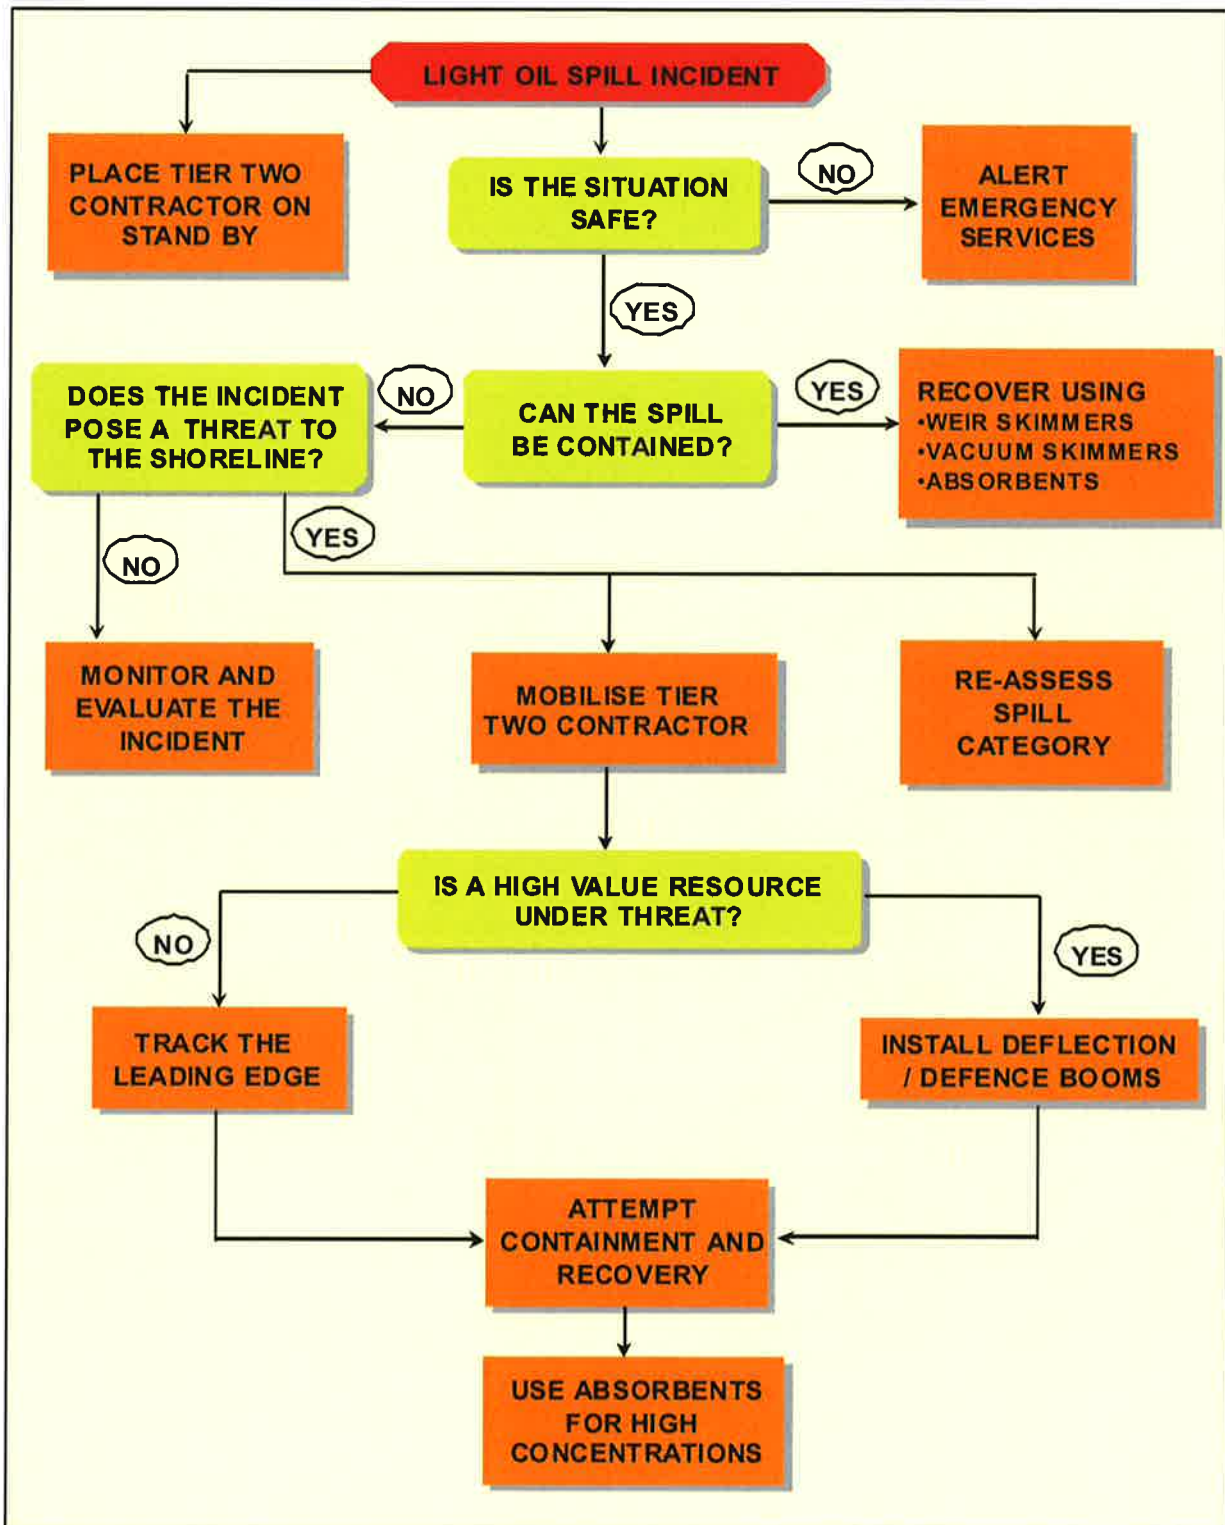 LIGHT OIL SPILL INCIDENT
PLACE TIER TWO
CONTRACTOR ON
STAND BY
IS THE SITUATION
SAFE?
NO
ALERT
EMERGENCY
SERVICES
YES
DOES THE INCIDENT
POSE A THREAT TO
THE SHORELINE?
NO
CAN THE SPILL
BE CONTAINED?
YES
RECOVER USING
•WEIR SKIMMERS
•VACUUM SKIMMERS
•ABSORBENTS
NO
YES
MONITOR AND
EVALUATE THE
INCIDENT
MOBILISE TIER
TWO CONTRACTOR
RE-ASSESS
SPILL
CATEGORY
IS A HIGH VALUE RESOURCE
UNDER THREAT?
NO
YES
TRACK THE
LEADING EDGE
INSTALL DEFLECTION
/ DEFENCE BOOMS
ATTEMPT
CONTAINMENT AND
RECOVERY
USE ABSORBENTS
FOR HIGH
CONCENTRATIONS